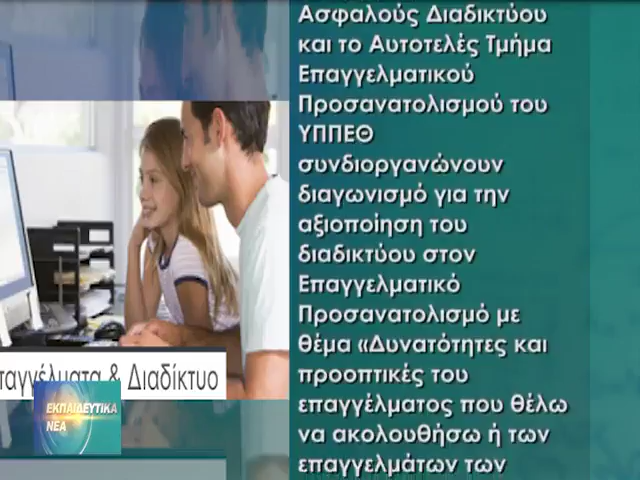 Ασφαλούς Διαδικτύου
και το Αυτοτελές Τμήμα
Επαγγελματικού
Προσανατολισμού του
ΥΠΠΕΘ
συνδιοργανώνουν
διαγωνισμό για την
αξιοποίηση του
διαδικτύου στον
Επαγγελματικό
Προσανατολισμό με
θέμα «Δυνατότητες και
προοπτικές του
επαγγέλματος που θέλω
να ακολουθήσω ή των
επαγγελμάτων των
παγγέλματα & Διαδίκτυο
ΕΚΠΑΙΔΕΥΤΙΚΑ
ΝΕΑ